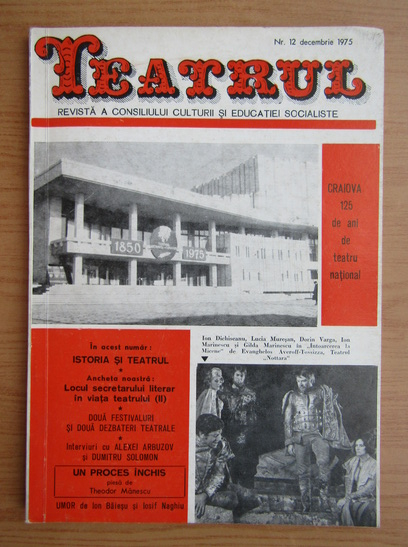 Nr. 12 decembrie 1975
TEATRUL
REVISTĂ A CONSILIULUI CULTURII ȘI EDUCAȚIEI SOCIALISTE
1850 1975
CRAIOVA
125
de ani
de
teatru
național
În acest număr:
ISTORIA ȘI TEATRUL
Ancheta noastră:
Locul secretarului literar
în viața teatrului (II)
DOUĂ FESTIVALURI
ȘI DOUĂ DEZBATERI TEATRALE
Interviuri cu ALEXEI ARBUZOV
și DUMITRU SOLOMON
UN PROCES ÎNCHIS
piesă de
Theodor Mănescu
UMOR de Ion Băieșu și Iosif Naghiu
Ion Dichiseanu, Lucia Mureșan, Dorin Varga, Ion
Marinescu și Gilda Marinescu în „Întoarcerea la
Micene" de Evanghelos Averoff-Tossizza, Teatrul
„Nottara"